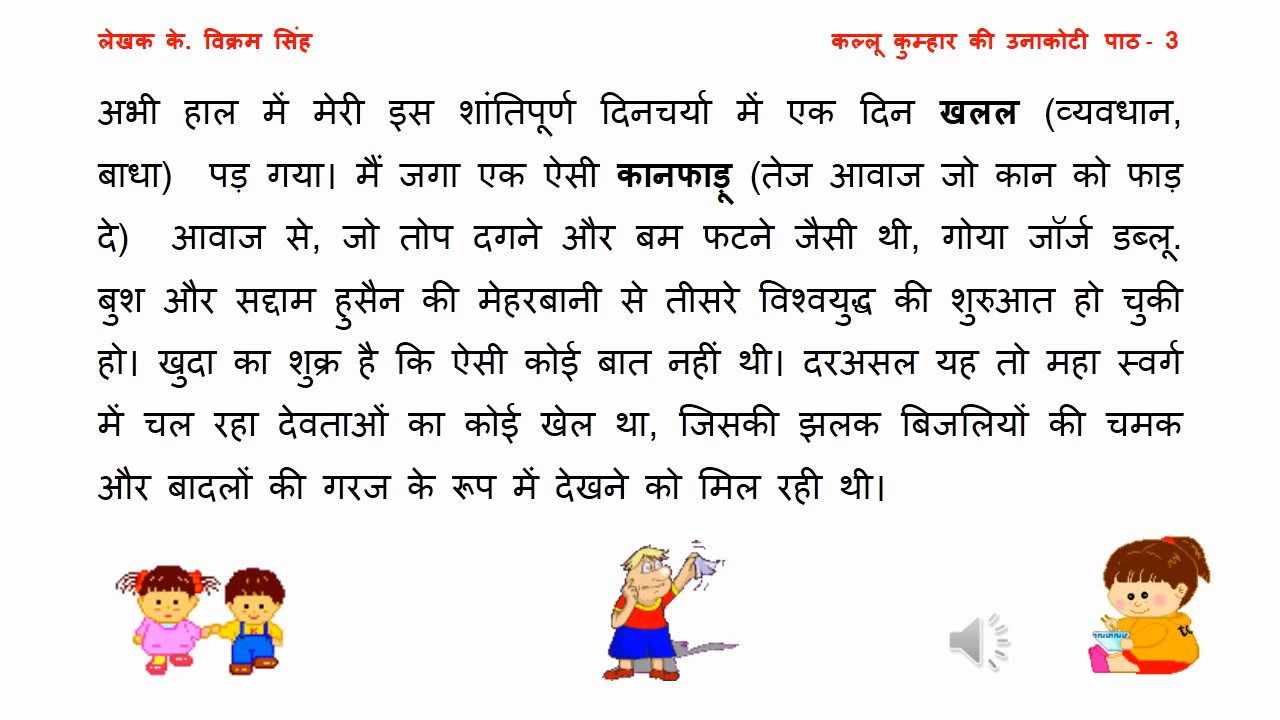 लेखक के. विक्रम सिंह
कल्लू कुम्हार की उनाकोटी पाठ - 3
अभी हाल में मेरी इस शांतिपूर्ण दिनचर्या में एक दिन खलल (व्यवधान,
बाधा) पड़ गया। मैं जगा एक ऐसी कानफाड़ू (तेज आवाज जो कान को फाड़
दे) आवाज से, जो तोप दगने और बम फटने जैसी थी, गोया जॉर्ज डब्लू.
बुश और सद्दाम हुसैन की मेहरबानी से तीसरे विश्वयुद्ध की शुरुआत हो चुकी
हो। खुदा का शुक्र है कि ऐसी कोई बात नहीं थी। दरअसल यह तो महा स्वर्ग
में चल रहा देवताओं का कोई खेल था, जिसकी झलक बिजलियों की चमक
और बादलों की गरज के रूप में देखने को मिल रही थी।